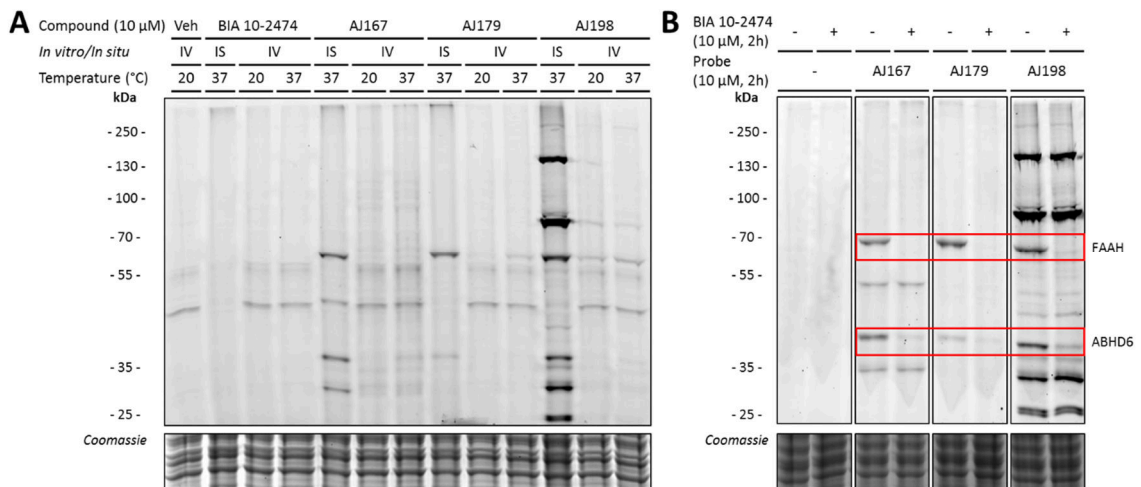 A
Compound (10 µM) Veh BIA 10-2474 AJ167 AJ179 AJ198
In vitro/In situ IV IS IV IS IV IS IV IS IV
Temperature (°C) 20 37 20 37 37 20 37 37 20 37 37 20 37
kDa
- 250 -
- 130 -
- 100 -
- 70 -
- 55 -
- 35 -
- 25 -
Coomassie
B
BIA 10-2474
(10 µM, 2h) - + - + - + - +
Probe
(10 µM, 2h) - AJ167 AJ179 AJ198
kDa
- 250 -
- 130 -
- 100 -
- 70 -
- 55 -
- 35 -
- 25 -
FAAH
ABHD6
Coomassie